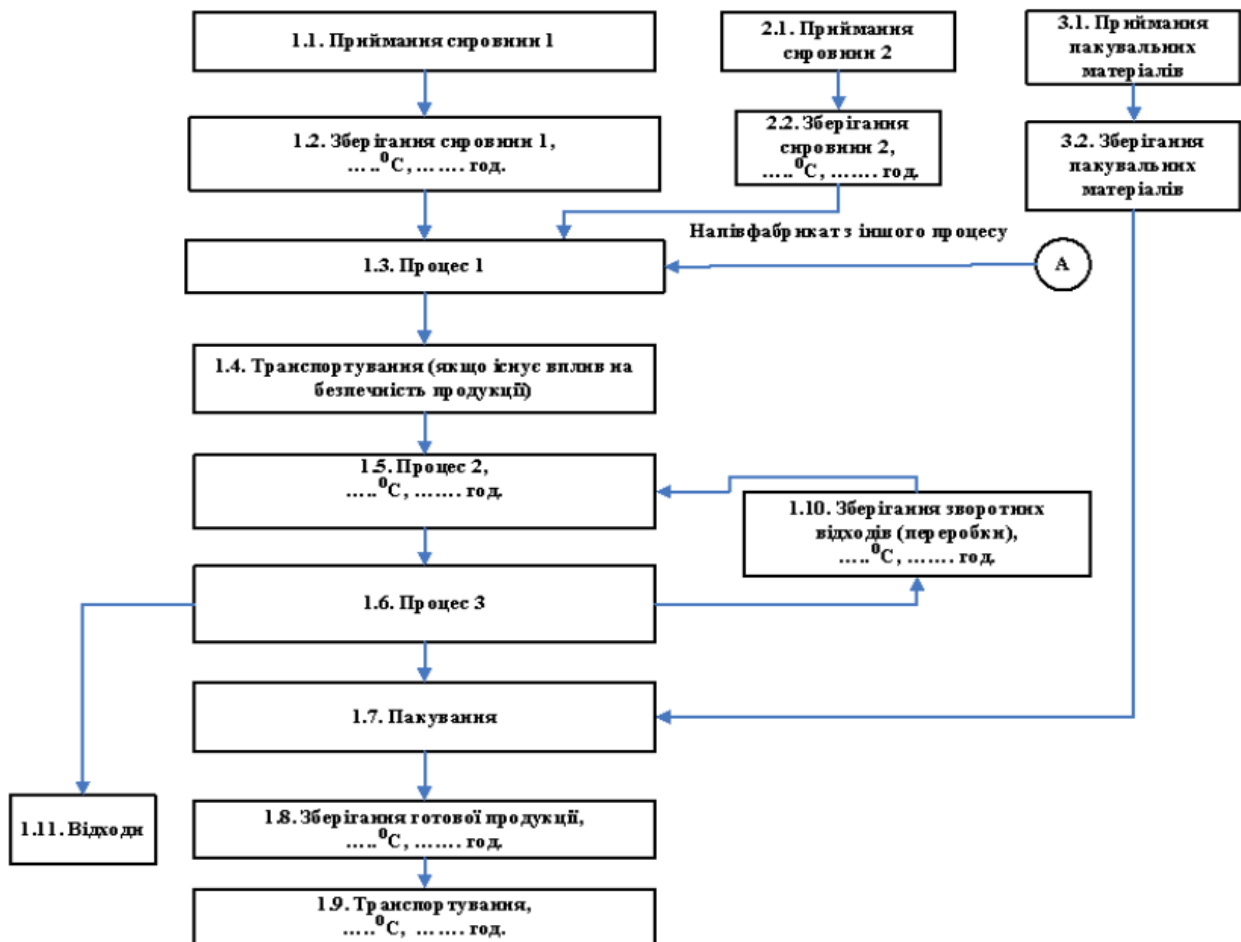 1.1. Приймання сировини 1
2.1. Приймання
сировини 2
3.1. Приймання
пакувальних
матеріалів
1.2. Зберігання сировини 1,
.....⁰С, ....... год.
2.2. Зберігання
сировини 2,
.....⁰С, ....... год.
3.2. Зберігання
пакувальних
матеріалів
Напівфабрикат з іншого процесу
1.3. Процес 1
А
1.4. Транспортування (якщо існує вплив на
безпечність продукції)
1.5. Процес 2,
.....⁰С, ....... год.
1.10. Зберігання зворотних
відходів (переробки),
.....⁰С, ....... год.
1.6. Процес 3
1.7. Пакування
1.11. Відходи
1.8. Зберігання готової продукції,
.....⁰С, ....... год.
1.9. Транспортування,
.....⁰С, ....... год.